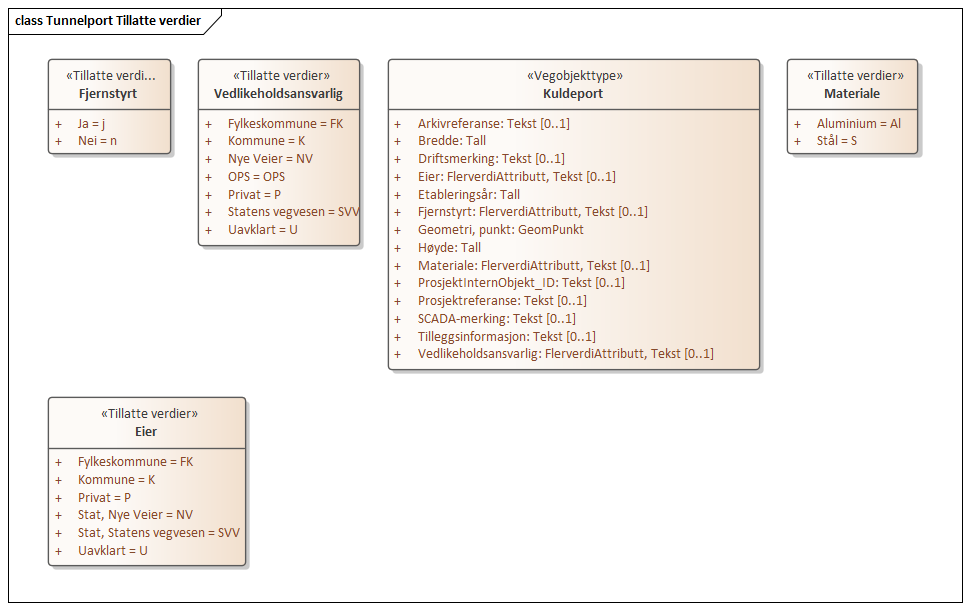 class Tunnelport Tillatte verdier
«Tillatte verdi...
Fjernstyrt
+ Ja = j
+ Nei = n
«Tillatte verdier»
Vedlikeholdsansvarlig
+ Fylkeskommune = FK
+ Kommune = K
+ Nye Veier = NV
+ OPS = OPS
+ Privat = P
+ Statens vegvesen = SVV
+ Uavklart = U
«Vegobjekttype»
Kuldeport
+ Arkivreferanse: Tekst [0..1]
+ Bredde: Tall
+ Driftsmerking: Tekst [0..1]
+ Eier: FlerverdiAttributt, Tekst [0..1]
+ Etableringsår: Tall
+ Fjernstyrt: FlerverdiAttributt, Tekst [0..1]
+ Geometri, punkt: GeomPunkt
+ Høyde: Tall
+ Materiale: FlerverdiAttributt, Tekst [0..1]
+ ProsjektInternObjekt_ID: Tekst [0..1]
+ Prosjektreferanse: Tekst [0..1]
+ SCADA-merking: Tekst [0..1]
+ Tilleggsinformasjon: Tekst [0..1]
+ Vedlikeholdsansvarlig: FlerverdiAttributt, Tekst [0..1]
«Tillatte verdier»
Materiale
+ Aluminium = Al
+ Stål = S
«Tillatte verdier»
Eier
+ Fylkeskommune = FK
+ Kommune = K
+ Privat = P
+ Stat, Nye Veier = NV
+ Stat, Statens vegvesen = SVV
+ Uavklart = U